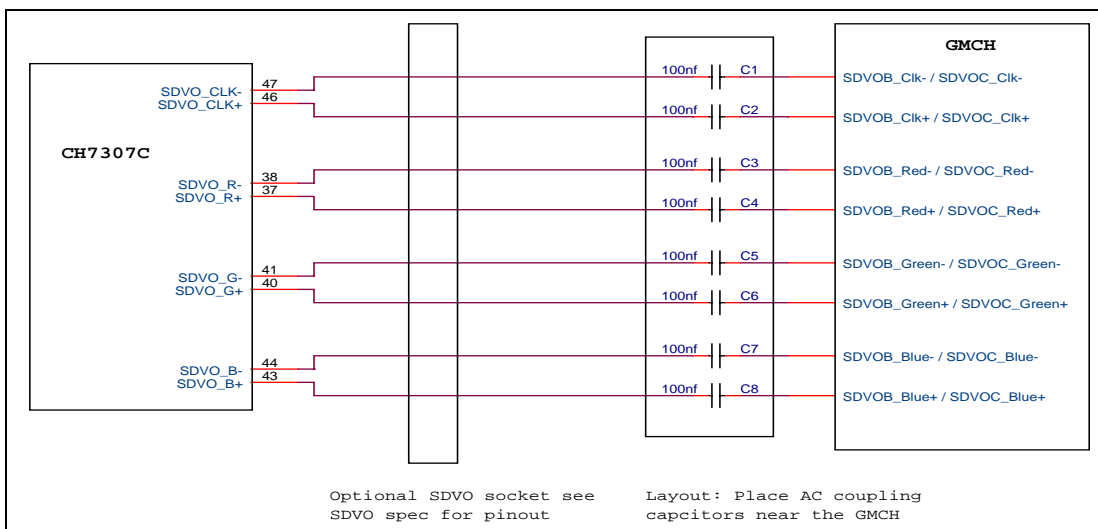 GMCH
100nf C1
SDVOB_Clk- / SDVOC_Clk-
47
SDVO_CLK-
46
SDVO_CLK+
100nf C2
SDVOB_Clk+ / SDVOC_Clk+
CH7307C
100nf C3
SDVOB_Red- / SDVOC_Red-
38
SDVO_R-
37
SDVO_R+
100nf C4
SDVOB_Red+ / SDVOC_Red+
100nf C5
SDVOB_Green- / SDVOC_Green-
41
SDVO_G-
40
SDVO_G+
100nf C6
SDVOB_Green+ / SDVOC_Green+
100nf C7
SDVOB_Blue- / SDVOC_Blue-
44
SDVO_B-
43
SDVO_B+
100nf C8
SDVOB_Blue+ / SDVOC_Blue+
Optional SDVO socket see
SDVO spec for pinout
Layout: Place AC coupling
capcitors near the GMCH